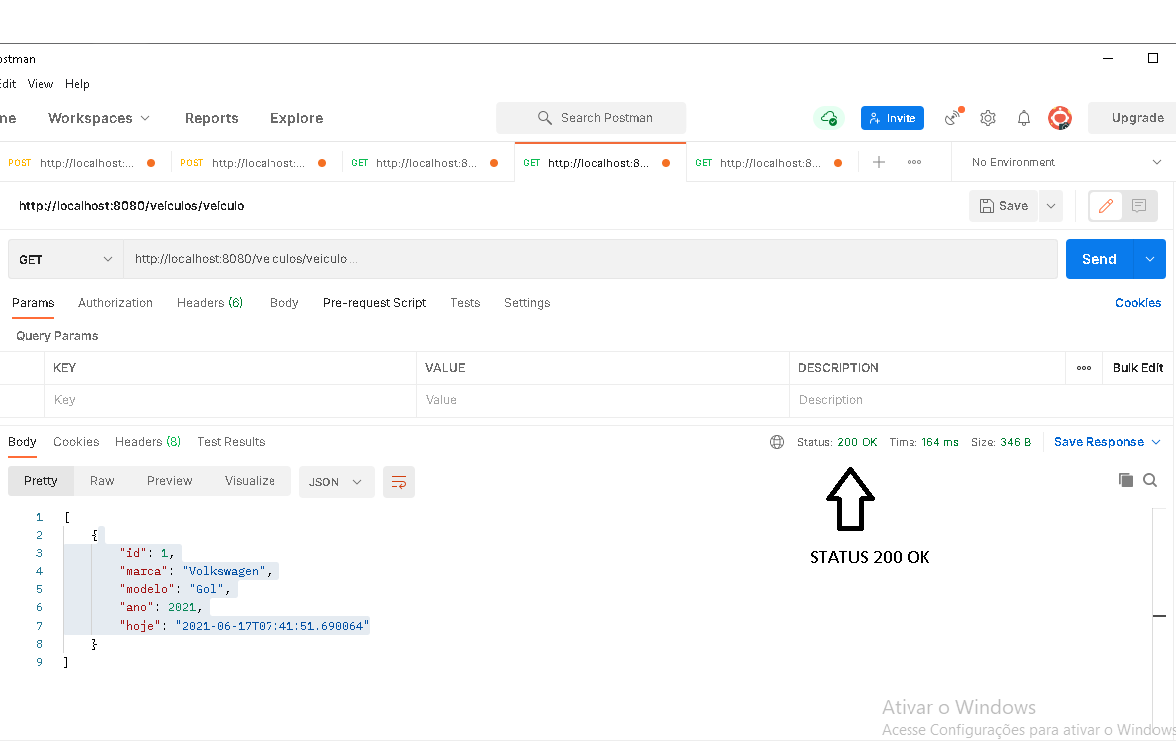 ostman
dit View Help
me Workspaces Reports Explore Search Postman Invite Upgrade
POST http://localhost:... POST http://localhost:... GET http://localhost:8... GET http://localhost:8... GET http://localhost:8... + ooo No Environment
http://localhost:8080/veiculos/veiculo Save
GET http://localhost:8080/ve culos/veiculo ... Send
Params Authorization Headers (6) Body Pre-request Script Tests Settings Cookies
Query Params
KEY VALUE DESCRIPTION ooo Bulk Edit
Key Value Description
Body Cookies Headers (8) Test Results Status: 200 OK Time: 164 ms Size: 346 B Save Response
Pretty Raw Preview Visualize JSON
1 [
2 {
3 "id": 1,
4 "marca": "Volkswagen",
5 "modelo": "Gol",
6 "ano": 2021,
7 "hoje": "2021-06-17T07:41:51.690064"
8 }
9 ]
STATUS 200 OK
Ativar o Windows
Acesse Configurações para ativar o Windows